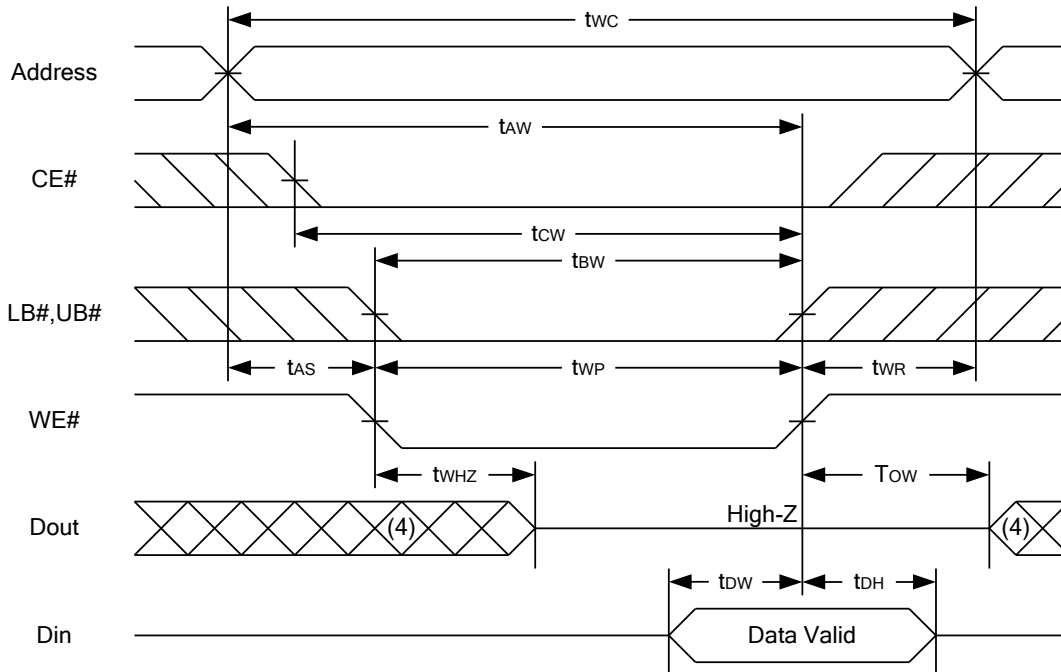 tWC
Address
tAW
CE#
tCW
tBW
LB#,UB#
tAS
tWP
tWR
WE#
tWHZ
TOW
High-Z
Dout
(4)
(4)
tDW
tDH
Din
Data Valid